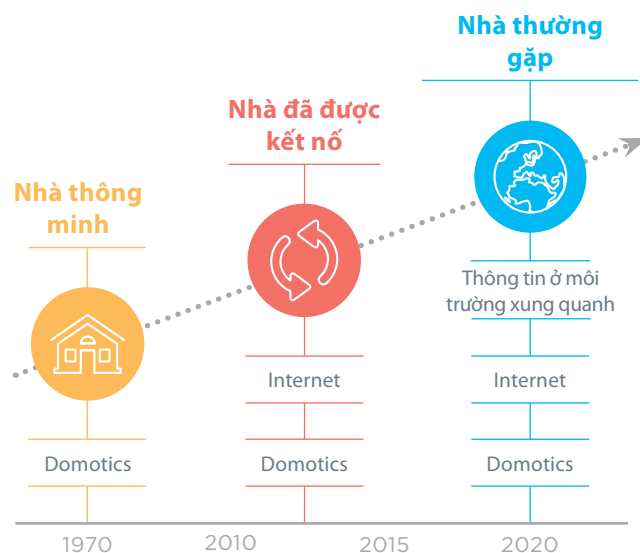 Nhà thường
gặp
Nhà đã được
kết nố
Nhà thông
minh
Thông tin ở môi
trường xung quanh
Internet
Internet
Domotics
Domotics
Domotics
1970
2010
2015
2020